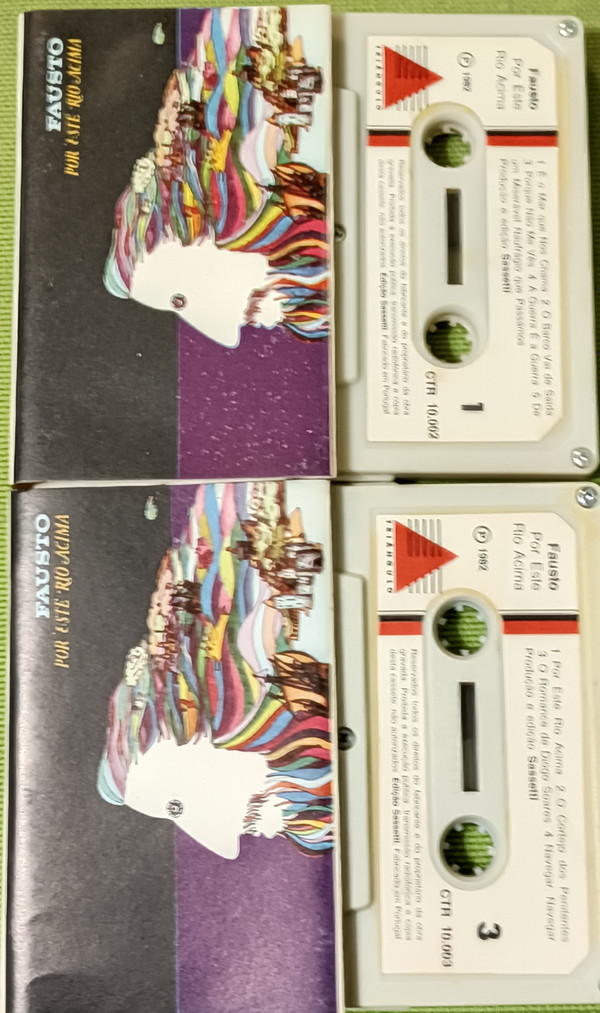 FAUSTO
POR ESTE RIO ACIMA
TRIÂNGULO
℗ 1982
Fausto
Por Este
Rio Acima
1 É o Mar que Nos Chama 2 O Barco Vai de Saída
3 Porque Não Me Vês 4 A Guerra É a Guerra 5 De
um Miserável Naufrágio que Passámos
Produção e edição Sassetti
Reservados todos os direitos do fabricante e do proprietário da obra
gravada. Proibida a execução pública, transmissão radiofónica e cópia
desta cassete não autorizados. Edição Sassetti. Fabricado em Portugal
CTR 10.002
1
FAUSTO
POR ESTE RIO ACIMA
TRIÂNGULO
℗ 1982
Fausto
Por Este
Rio Acima
1 Por Este Rio Acima 2 O Cortejo dos Penitentes
3 O Romance de Diogo Soares 4 Navegar, Navegar
Produção e edição Sassetti
Reservados todos os direitos do fabricante e do proprietário da obra
gravada. Proibida a execução pública, transmissão radiofónica e cópia
desta cassete não autorizados. Edição Sassetti. Fabricado em Portugal
CTR 10.003
3